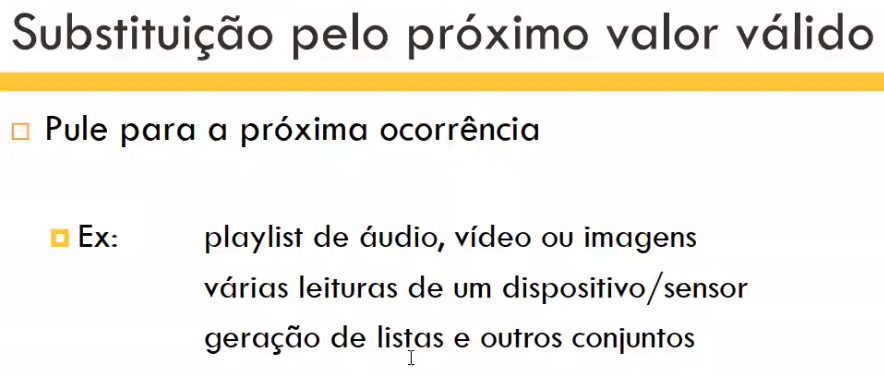 Substituição pelo próximo valor válido
Pule para a próxima ocorrência
Ex: playlist de áudio, vídeo ou imagens
várias leituras de um dispositivo/sensor
geração de listas e outros conjuntos